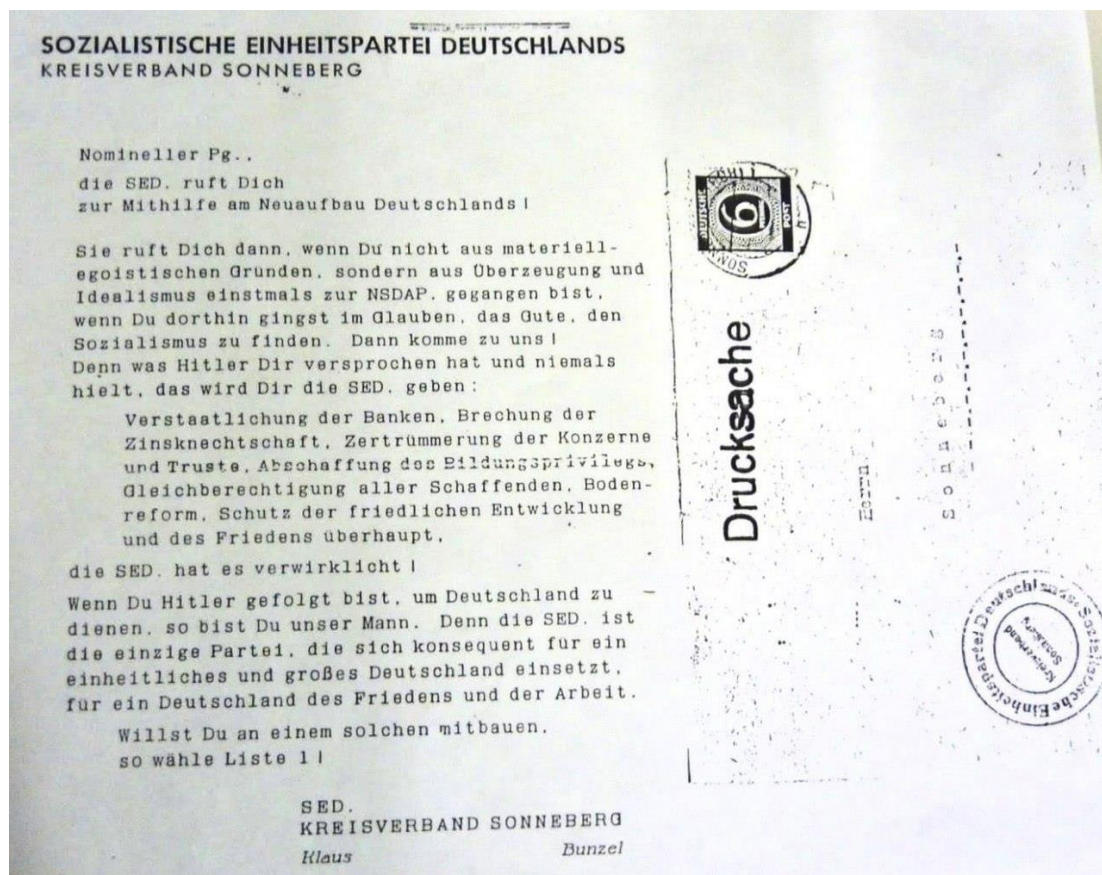 SOZIALISTISCHE EINHEITSPARTEI DEUTSCHLANDS
KREISVERBAND SONNEBERG
Nomineller Pg.,
die SED. ruft Dich
zur Mithilfe am Neuaufbau Deutschlands!
Sie ruft Dich dann, wenn Du nicht aus materiell-
egoistischen Gründen, sondern aus Überzeugung und
Idealismus einstmals zur NSDAP. gegangen bist,
wenn Du dorthin gingst im Glauben, das Gute, den
Sozialismus zu finden. Dann komme zu uns!
Denn was Hitler Dir versprochen hat und niemals
hielt, das wird Dir die SED. geben:
Verstaatlichung der Banken, Brechung der
Zinsknechtschaft, Zertrümmerung der Konzerne
und Truste, Abschaffung des Bildungsprivilegs,
Gleichberechtigung aller Schaffenden, Boden-
reform, Schutz der friedlichen Entwicklung
und des Friedens überhaupt,
die SED. hat es verwirklicht!
Wenn Du Hitler gefolgt bist, um Deutschland zu
dienen, so bist Du unser Mann. Denn die SED. ist
die einzige Partei, die sich konsequent für ein
einheitliches und großes Deutschland einsetzt,
für ein Deutschland des Friedens und der Arbeit.
Willst Du an einem solchen mitbauen,
so wähle Liste 1!
SED.
KREISVERBAND SONNEBERG
Klaus Bunzel
DEUTSCHE
6
POST
Drucksache
Herrn
Sonneberg
Sozialistische Einheitspartei Deutschlands
Kreisverband
Sonneberg